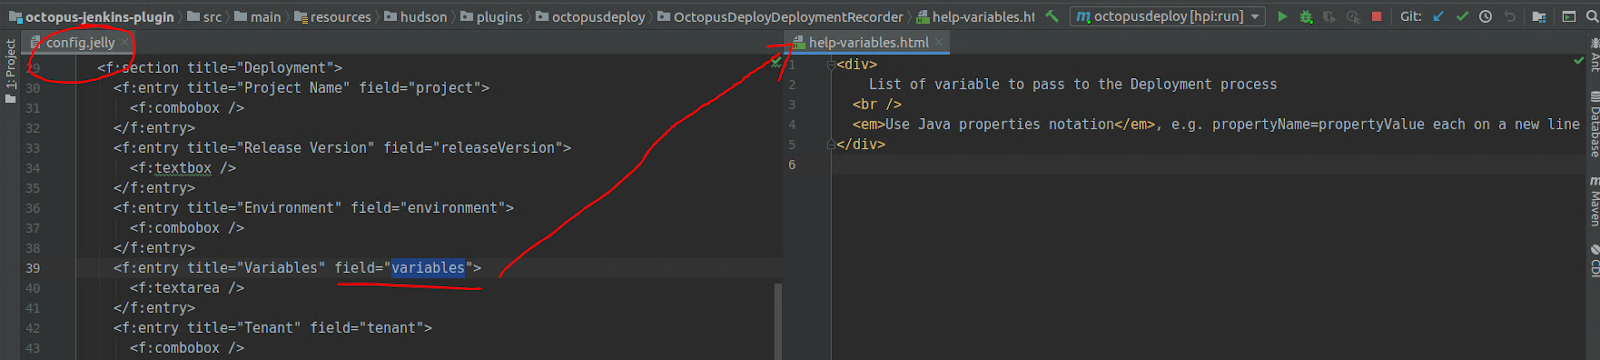 octopus-jenkins-plugin src main resources hudson plugins octopusdeploy OctopusDeployDeploymentRecorder help-variables.ht octopusdeploy [hpi:run] Git:
config.jelly
help-variables.html
1: Project
29 <f:section title="Deployment">
30 <f:entry title="Project Name" field="project">
31 <f:combobox />
32 </f:entry>
33 <f:entry title="Release Version" field="releaseVersion">
34 <f:textbox />
35 </f:entry>
36 <f:entry title="Environment" field="environment">
37 <f:combobox />
38 </f:entry>
39 <f:entry title="Variables" field="variables">
40 <f:textarea />
41 </f:entry>
42 <f:entry title="Tenant" field="tenant">
43 <f:combobox />
1 <div>
2 List of variable to pass to the Deployment process
3 <br />
4 <em>Use Java properties notation</em>, e.g. propertyName=propertyValue each on a new line
5 </div>
6
Ant
Database
Maven
CDI